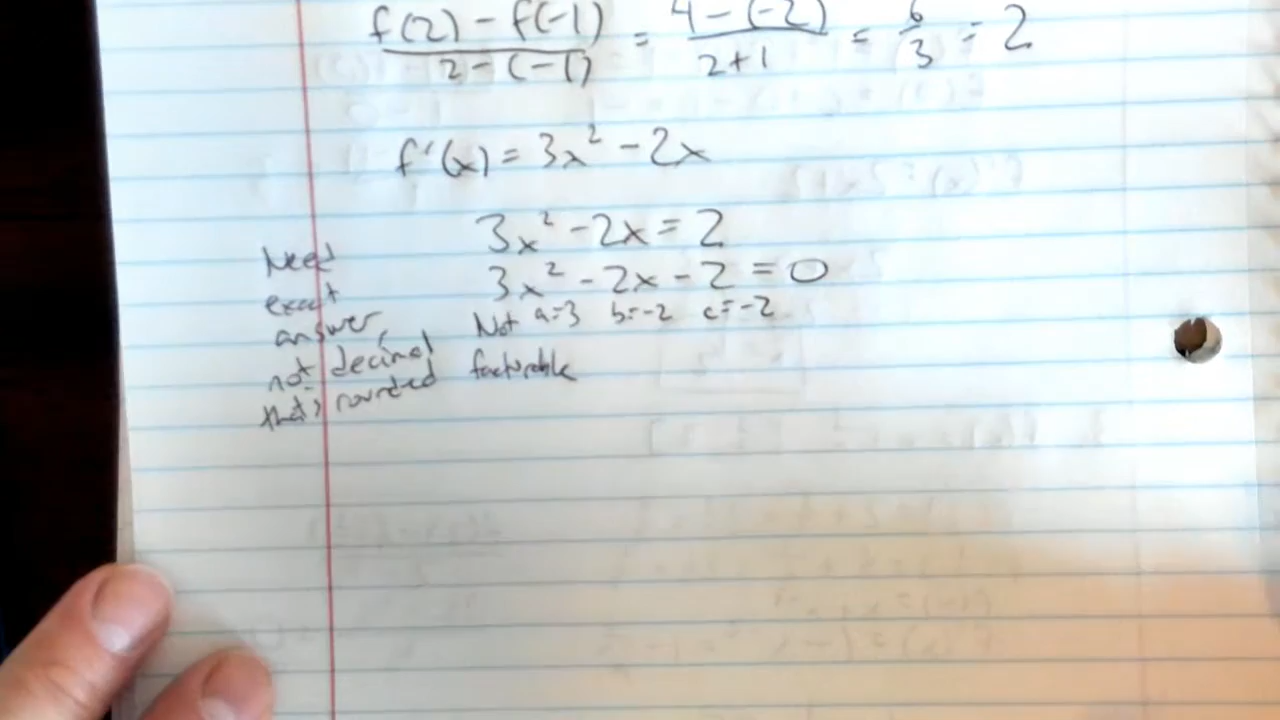 f(2) - f(-1) / 2 - (-1) = 4 - (-2) / 2+1 = 6/3 = 2
f'(x) = 3x² - 2x
3x² - 2x = 2
3x² - 2x - 2 = 0
a=3 b=-2 c=-2
Not
factorable
Need
exact
answer,
not decimal
that's rounded